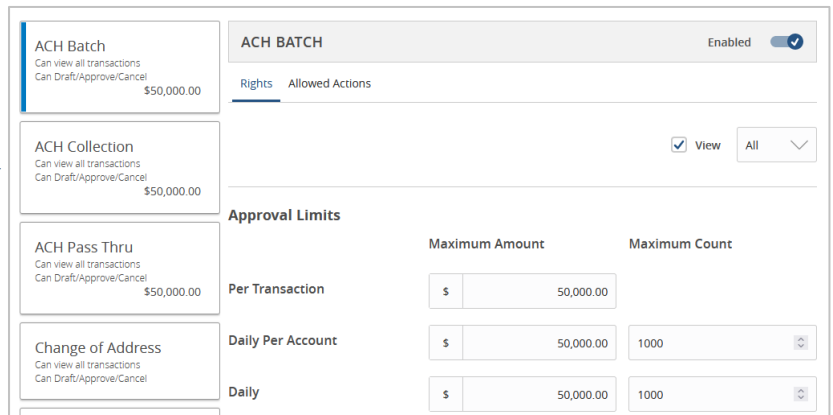 ACH Batch
Can view all transactions
Can Draft/Approve/Cancel
$50,000.00
ACH Collection
Can view all transactions
Can Draft/Approve/Cancel
$50,000.00
ACH Pass Thru
Can view all transactions
Can Draft/Approve/Cancel
$50,000.00
Change of Address
Can view all transactions
Can Draft/Approve/Cancel
ACH BATCH Enabled
Rights Allowed Actions
View All
Approval Limits
Maximum Amount Maximum Count
Per Transaction $ 50,000.00
Daily Per Account $ 50,000.00 1000
Daily $ 50,000.00 1000